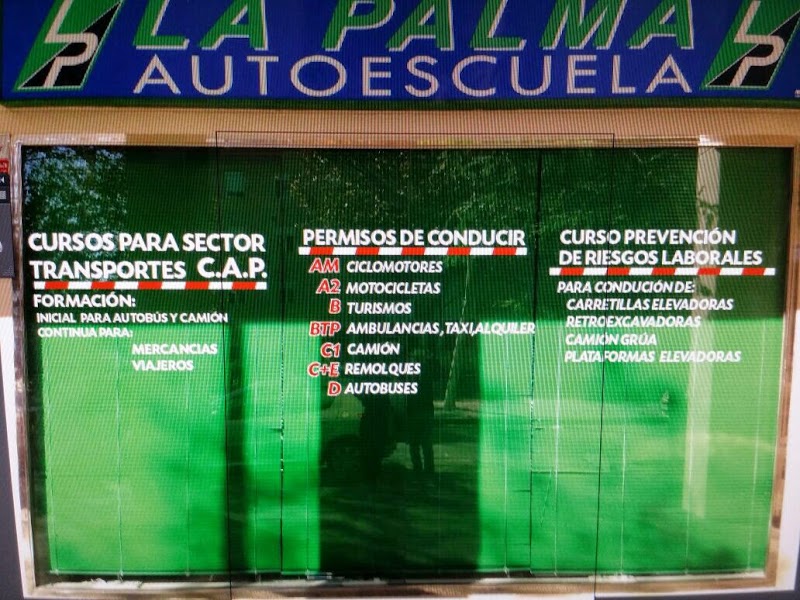 LP LA PALMA LP
AUTOESCUELA
CURSOS PARA SECTOR
TRANSPORTES C.A.P.
FORMACIÓN:
INICIAL PARA AUTOBÚS Y CAMIÓN
CONTINUA PARA:
MERCANCIAS
VIAJEROS
PERMISOS DE CONDUCIR
AM CICLOMOTORES
A2 MOTOCICLETAS
B TURISMOS
BTP AMBULANCIAS, TAXI, ALQUILER
C1 CAMIÓN
C+E REMOLQUES
D AUTOBUSES
CURSO PREVENCIÓN
DE RIESGOS LABORALES
PARA CONDUCIÓN DE:
CARRETILLAS ELEVADORAS
RETROEXCAVADORAS
CAMIÓN GRÚA
PLATAFORMAS ELEVADORAS